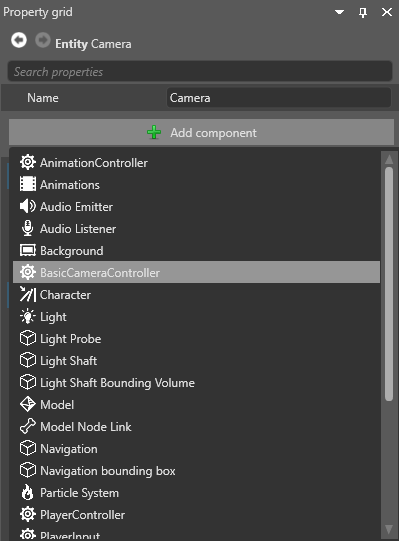 Property grid
Entity Camera
Search properties
Name Camera
Add component
AnimationController
Animations
Audio Emitter
Audio Listener
Background
BasicCameraController
Character
Light
Light Probe
Light Shaft
Light Shaft Bounding Volume
Model
Model Node Link
Navigation
Navigation bounding box
Particle System
PlayerController
PlayerInput